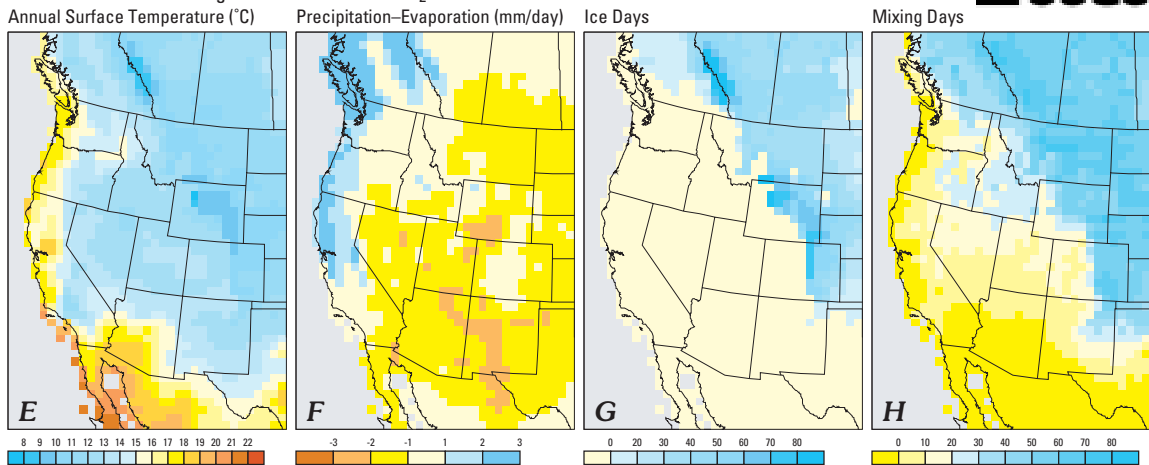 Annual Surface Temperature (°C)
Precipitation–Evaporation (mm/day)
Ice Days
Mixing Days
E
F
G
H
8 9 10 11 12 13 14 15 16 17 18 19 20 21 22
-3 -2 -1 1 2 3
0 10 20 30 40 50 60 70 80
0 10 20 30 40 50 60 70 80